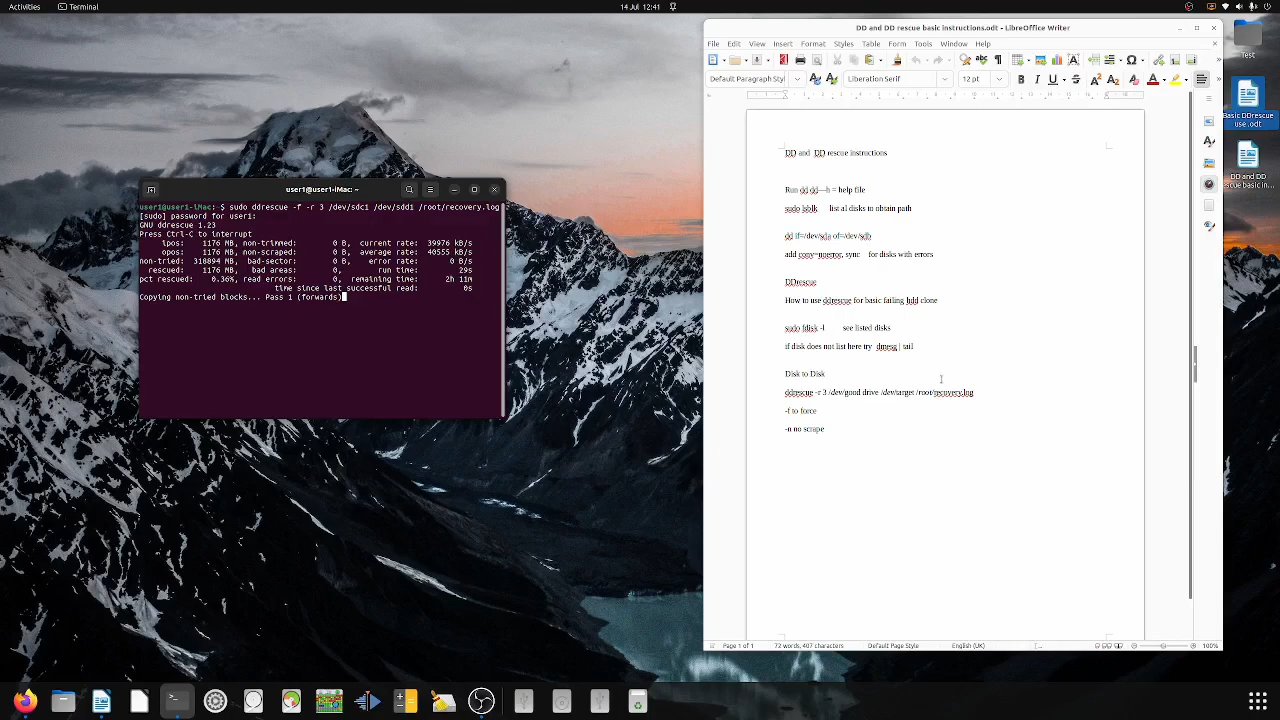 Activities
Terminal
14 Jul 12:41
DD and DD rescue basic instructions.odt - LibreOffice Writer
File Edit View Insert Format Styles Table Form Tools Window Help
Default Paragraph Styl
Liberation Serif
12 pt
DD and  DD rescue instructions
Run dd dd—h = help file
sudo lsblk     list al disks to obtain path
dd if=/dev/sda of=/dev/sdb
add conv=noerror, sync    for disks with errors
DDrescue
How to use ddrescue for basic failing hdd clone
sudo fdisk -l       see listed disks
if disk does not list here try  dmesg | tail
Disk to Disk
ddrescue -r 3 /dev/good drive /dev/target /root/recovery.log
-f to force
-n no scrape
Page 1 of 1
72 words, 407 characters
Default Page Style
English (UK)
100%
user1@user1-iMac: ~
user1@user1-iMac:~$ sudo ddrescue -f -r 3 /dev/sdc1 /dev/sdd1 /root/recovery.log
[sudo] password for user1:
GNU ddrescue 1.23
Press Ctrl-C to interrupt
ipos:    1176 MB, non-trimmed:        0 B,  current rate:  39976 kB/s
opos:    1176 MB, non-scraped:        0 B,  average rate:  40555 kB/s
non-tried:  318894 MB,  bad-sector:        0 B,    error rate:       0 B/s
rescued:    1176 MB,   bad areas:        0,        run time:         29s
pct rescued:    0.36%, read errors:        0,  remaining time:      2h 11m
time since last successful read:          0s
Copying non-tried blocks... Pass 1 (forwards)
Test
Basic DDrescue use .odt
DD and DD rescue basic in...